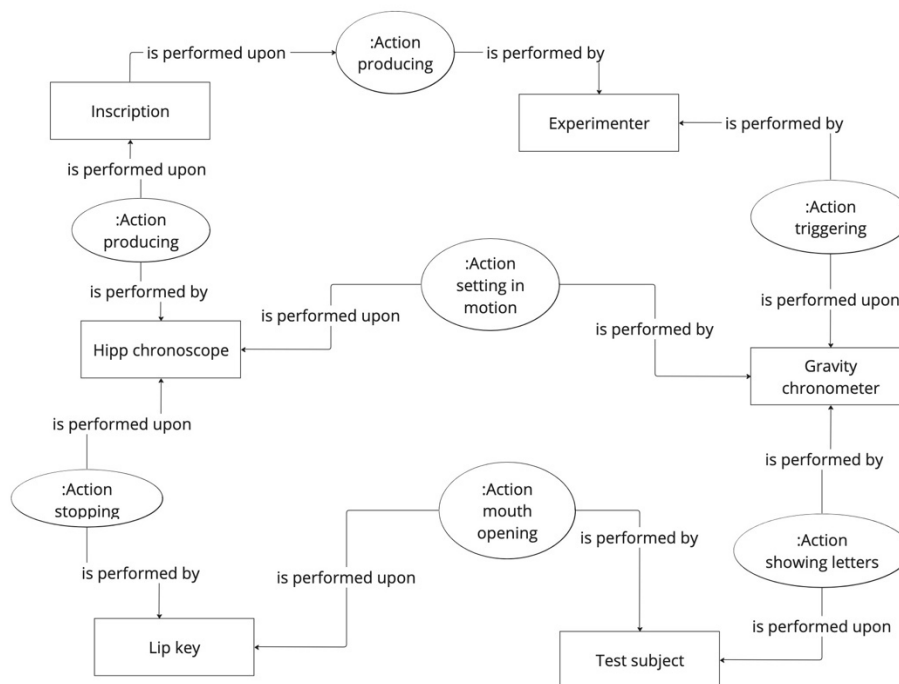 :Action
producing
is performed upon
is performed by
Inscription
Experimenter
is performed by
is performed upon
:Action
producing
:Action
triggering
is performed by
:Action
setting in
motion
is performed upon
is performed upon
is performed by
Hipp chronoscope
Gravity
chronometer
is performed upon
is performed by
:Action
stopping
:Action
mouth
opening
:Action
showing letters
is performed by
is performed by
is performed upon
is performed upon
Lip key
Test subject